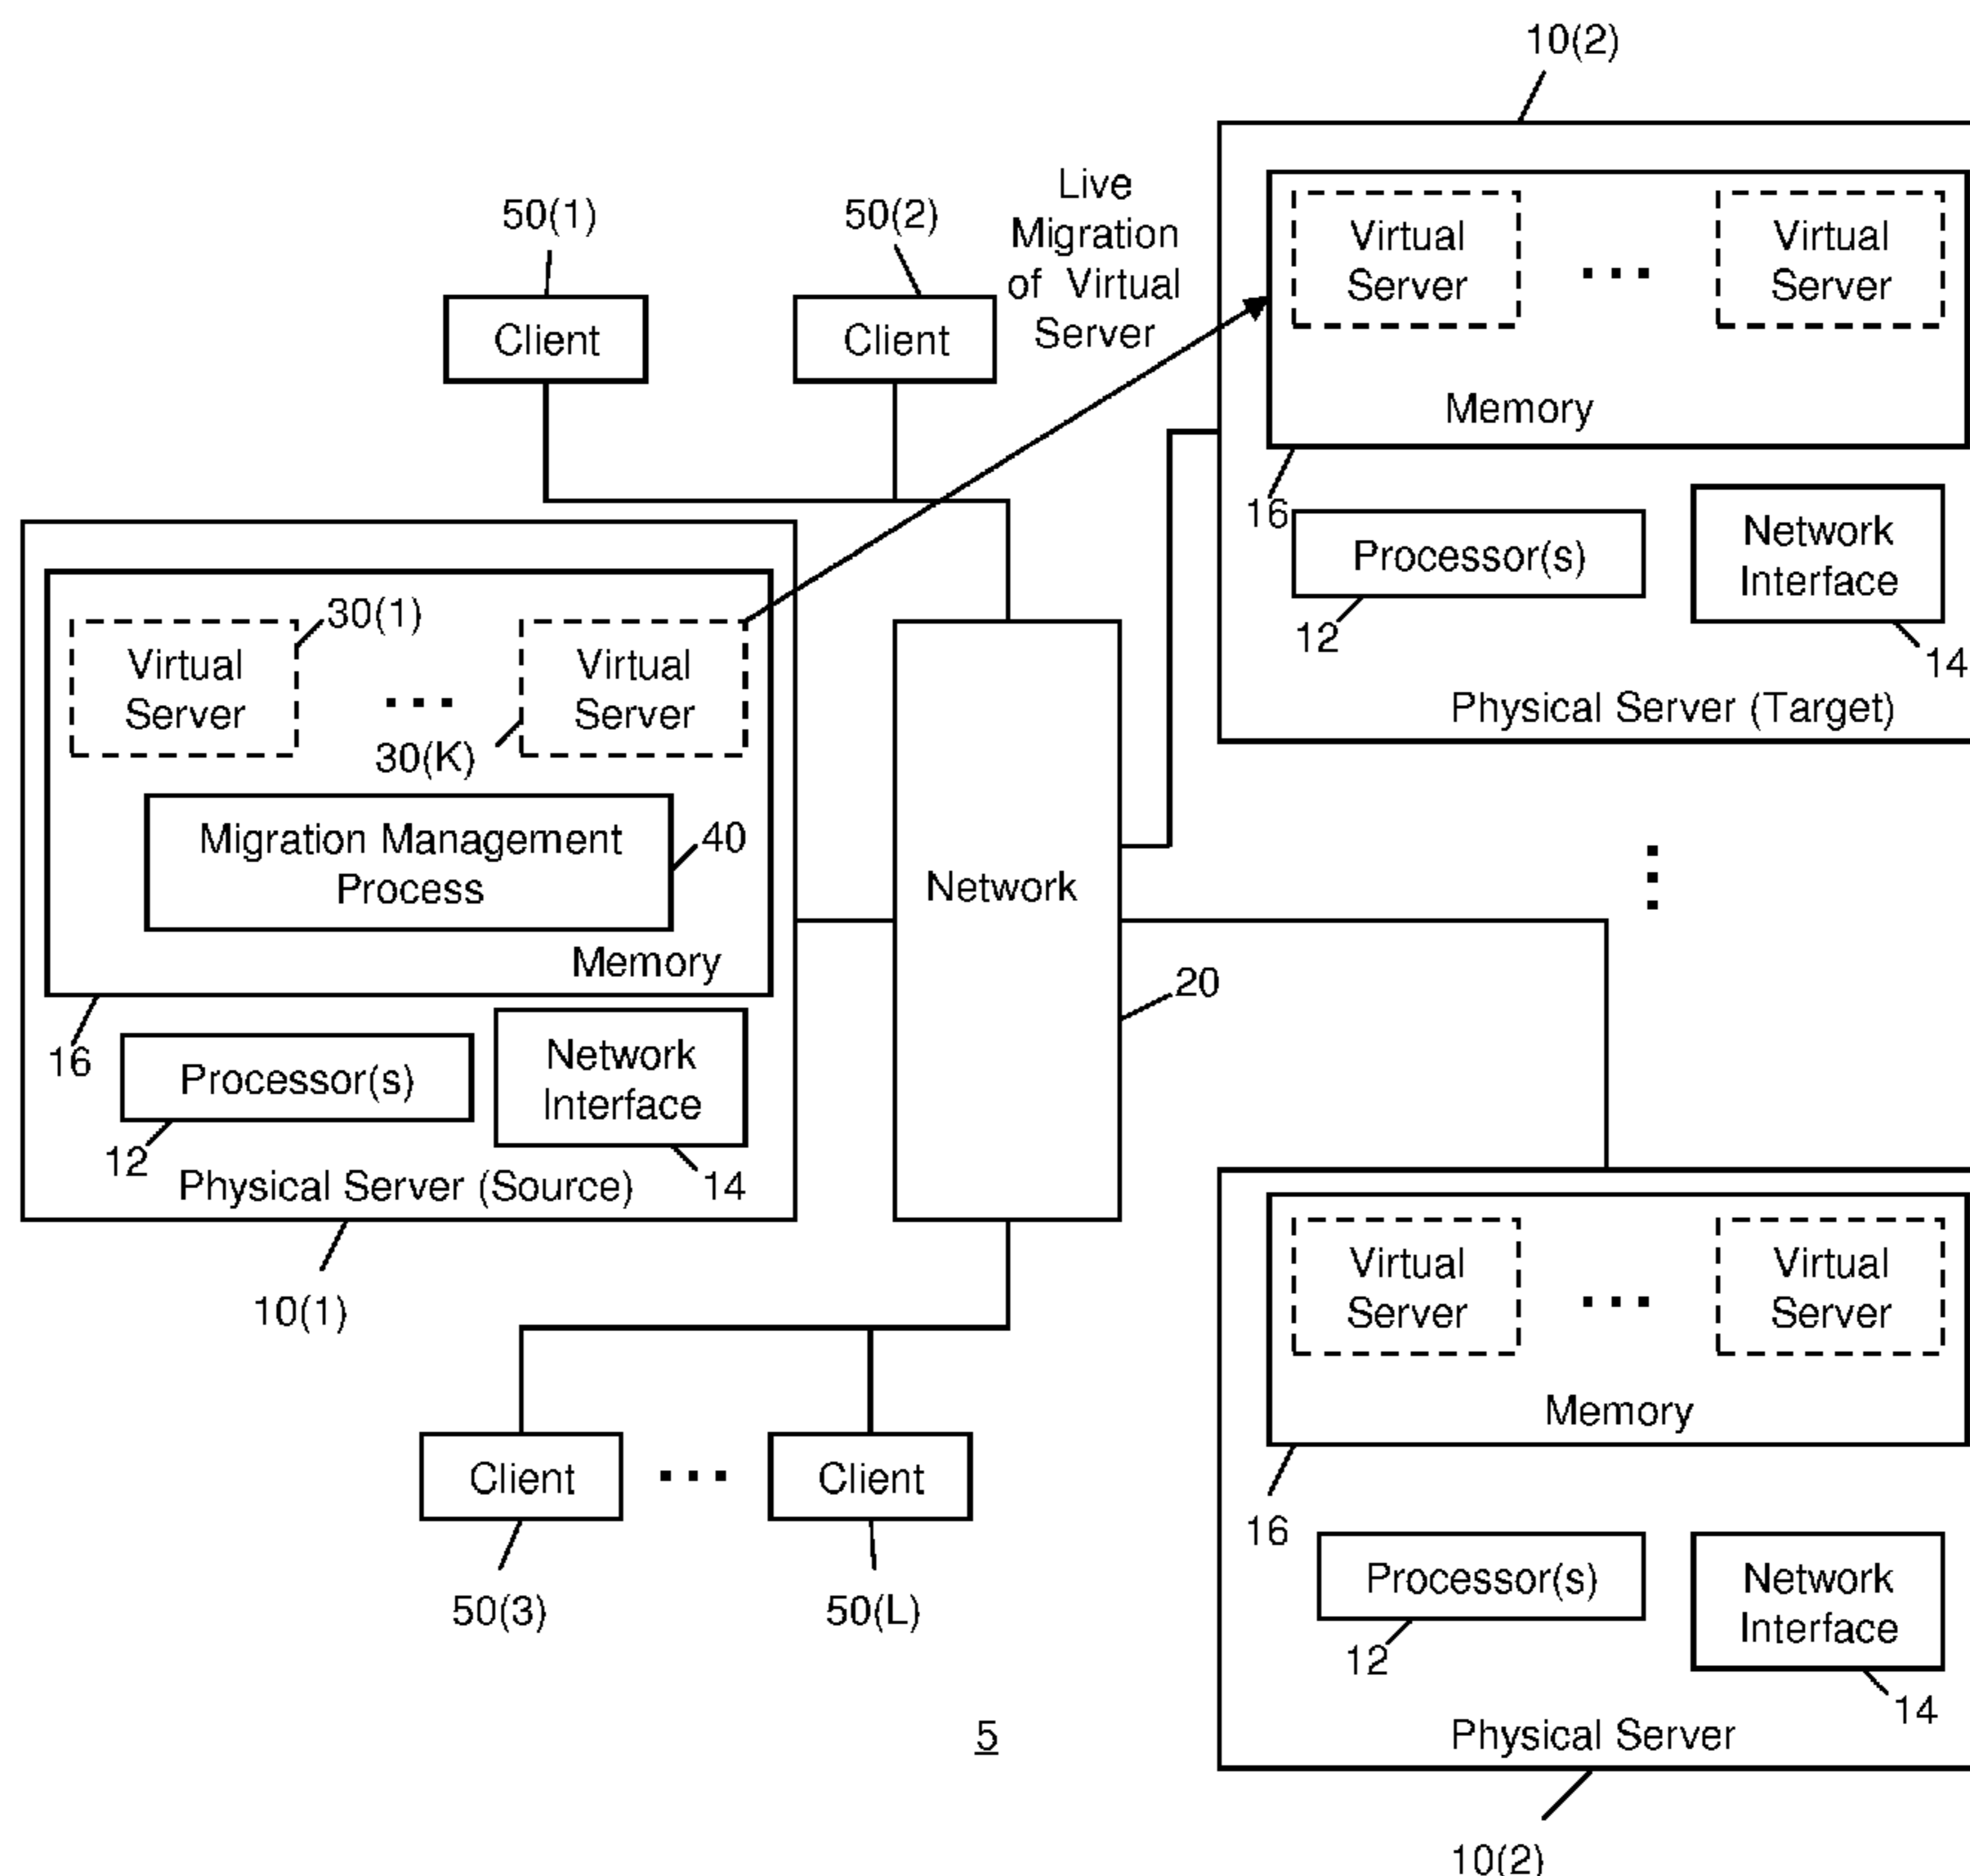 10(2)
Live
Migration
of Virtual
Server
50(1)
50(2)
Client
Client
Virtual
Server
...
Virtual
Server
Memory
16
Processor(s)
12
Network
Interface
14
Physical Server (Target)
30(1)
Virtual
Server
...
Virtual
Server
30(K)
Migration Management
Process
40
Memory
16
Processor(s)
12
Network
Interface
14
Physical Server (Source)
10(1)
Network
20
Client
...
Client
50(3)
50(L)
Virtual
Server
...
Virtual
Server
Memory
16
Processor(s)
12
Network
Interface
14
Physical Server
10(2)
5